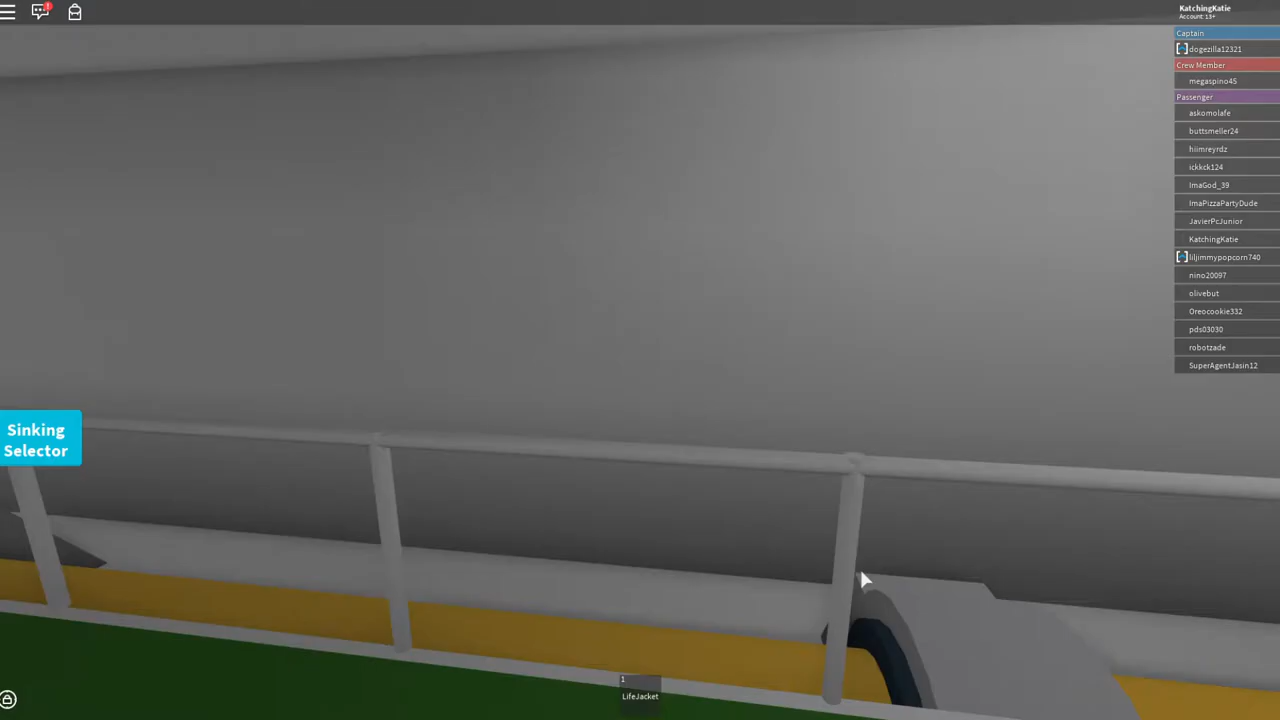 KatchingKatie
Account: 13+
Captain
dogezilla12321
Crew Member
megaspino45
Passenger
askomolafe
buttsmeller24
hiimreyrdz
ickkck124
ImaGod_39
ImaPizzaPartyDude
JavierPcJunior
KatchingKatie
liljimmypopcorn740
nino20097
olivebut
Oreocookie332
pds03030
robotzade
SuperAgentJasin12
Sinking
Selector
1
LifeJacket